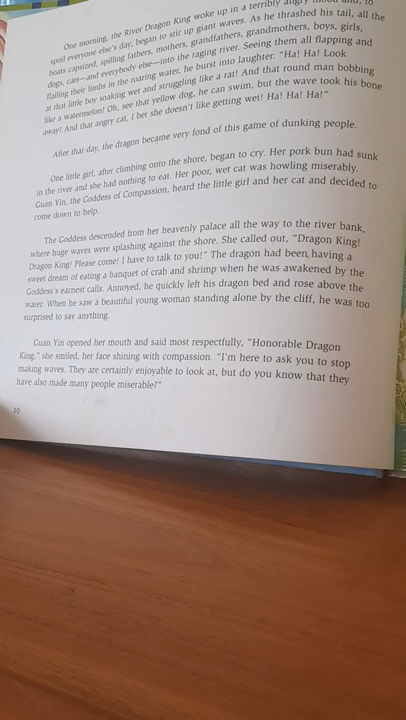 One morning, the River Dragon King woke up in a terribly angry mood and, to
spoil everyone else's day, began to stir up giant waves. As he thrashed his tail, all the
boats capsized, spilling fathers, mothers, grandfathers, grandmothers, boys, girls,
dogs, cats—and everybody else—into the raging river. Seeing them all flapping and
flailing their limbs in the roaring water, he burst into laughter. "Ha! Ha! Look
at that little boy soaking wet and struggling like a rat! And that round man bobbing
like a watermelon! Oh, see that yellow dog, he can swim, but the wave took his bone
away! And that angry cat, I bet she doesn't like getting wet! Ha! Ha! Ha!"
After that day, the dragon became very fond of this game of dunking people.
One little girl, after climbing onto the shore, began to cry. Her pork bun had sunk
in the river and she had nothing to eat. Her poor, wet cat was howling miserably.
Guan Yin, the Goddess of Compassion, heard the little girl and her cat and decided to
come down to help.
The Goddess descended from her heavenly palace all the way to the river bank,
where huge waves were splashing against the shore. She called out, "Dragon King!
Dragon King! Please come! I have to talk to you!" The dragon had been having a
sweet dream of eating a banquet of crab and shrimp when he was awakened by the
Goddess's earnest calls. Annoyed, he quickly left his dragon bed and rose above the
water. When he saw a beautiful young woman standing alone by the cliff, he was too
surprised to say anything.
Guan Yin opened her mouth and said most respectfully, "Honorable Dragon
King," she smiled, her face shining with compassion. "I'm here to ask you to stop
making waves. They are certainly enjoyable to look at, but do you know that they
have also made many people miserable?"
10